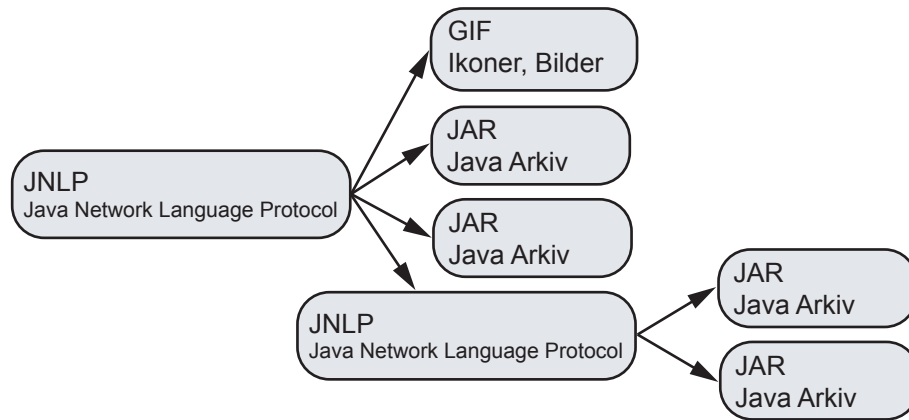 GIF
Ikoner, Bilder
JAR
Java Arkiv
JNLP
Java Network Language Protocol
JAR
Java Arkiv
JAR
Java Arkiv
JNLP
Java Network Language Protocol
JAR
Java Arkiv